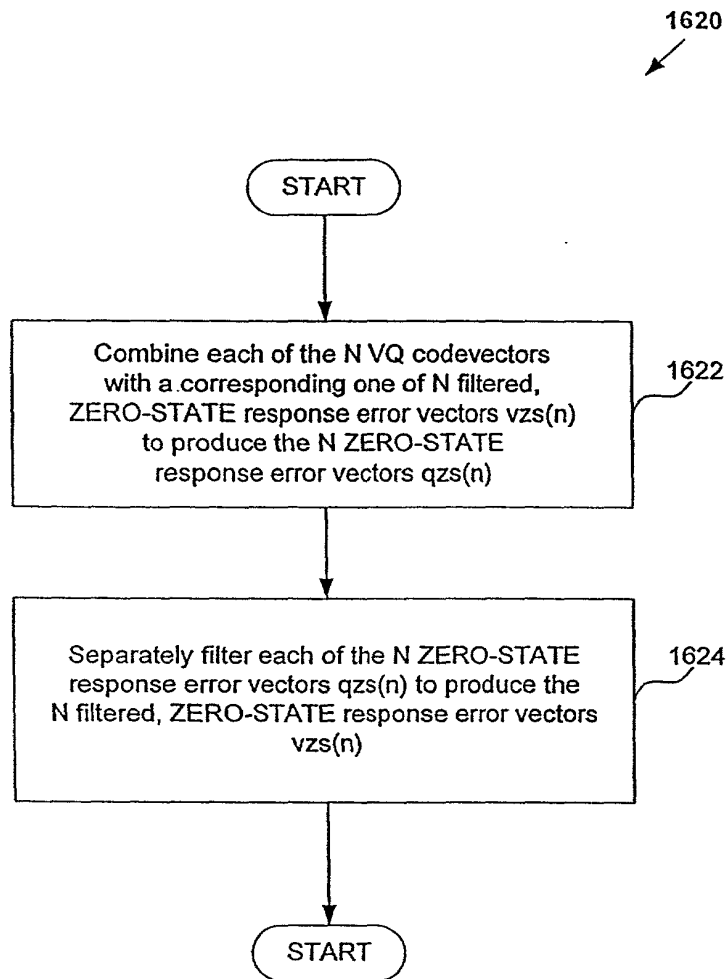 1620
START
Combine each of the N VQ codevectors
with a corresponding one of N filtered,
ZERO-STATE response error vectors vzs(n)
to produce the N ZERO-STATE
response error vectors qzs(n)
1622
Separately filter each of the N ZERO-STATE
response error vectors qzs(n) to produce the
N filtered, ZERO-STATE response error vectors
vzs(n)
1624
START